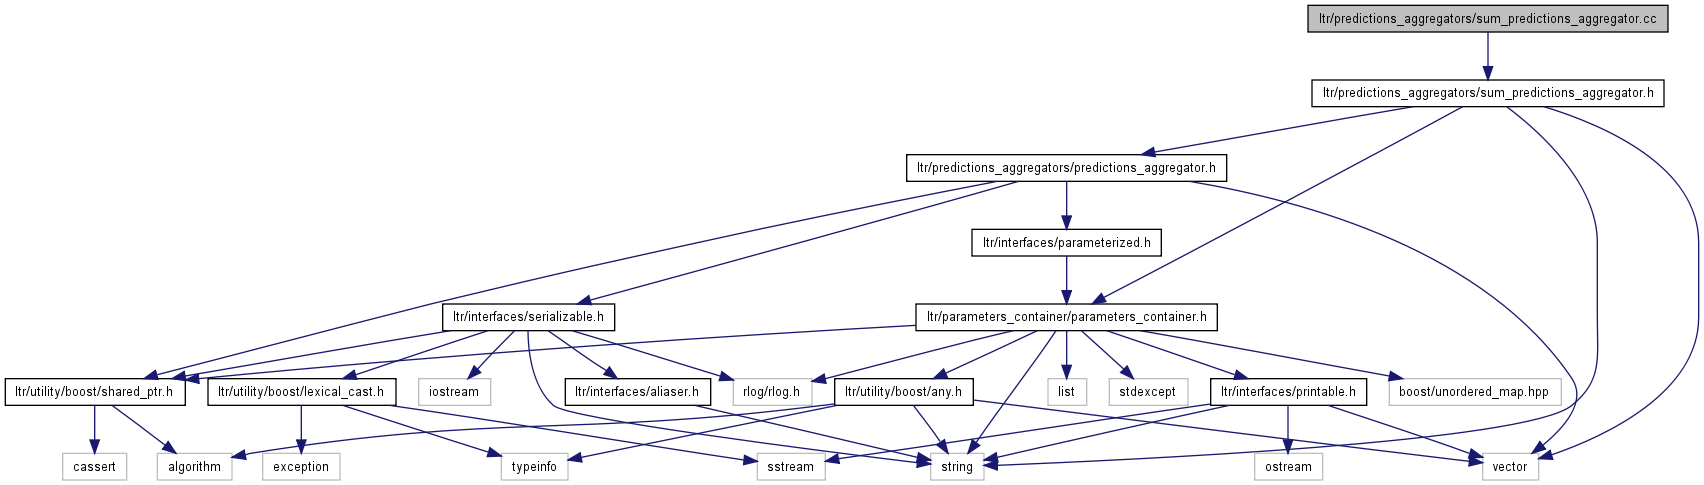 ltr/predictions_aggregators/sum_predictions_aggregator.cc
ltr/predictions_aggregators/sum_predictions_aggregator.h
ltr/predictions_aggregators/predictions_aggregator.h
ltr/interfaces/parameterized.h
ltr/interfaces/serializable.h
ltr/parameters_container/parameters_container.h
ltr/utility/boost/shared_ptr.h
ltr/utility/boost/lexical_cast.h
iostream
ltr/interfaces/aliaser.h
rlog/rlog.h
ltr/utility/boost/any.h
list
stdexcept
ltr/interfaces/printable.h
boost/unordered_map.hpp
cassert
algorithm
exception
typeinfo
sstream
string
ostream
vector